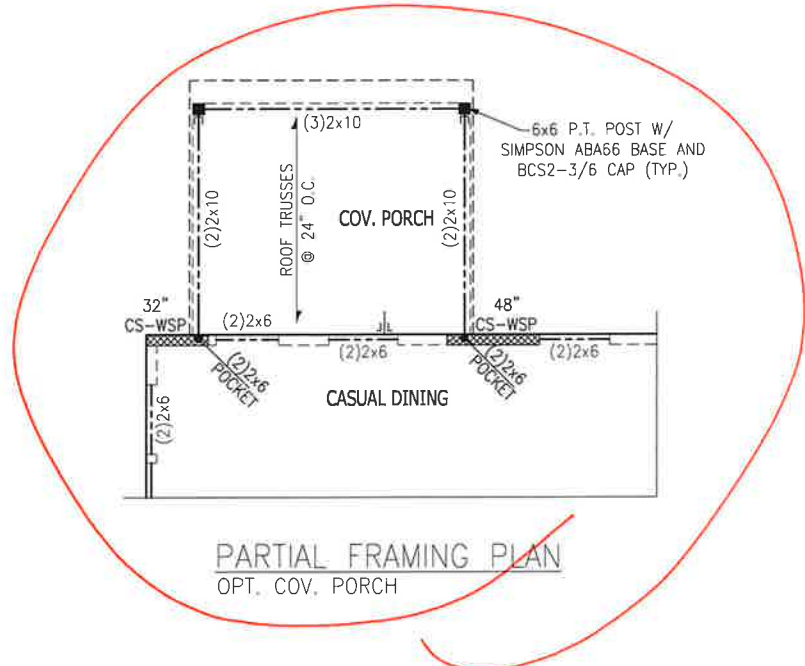 (3)2x10
6x6 P.T. POST W/
SIMPSON ABA66 BASE AND
BCS2-3/6 CAP (TYP.)
(2)2x10
ROOF TRUSSES
@ 24" O.C.
COV. PORCH
(2)2x10
32"
CS-WSP
(2)2x6
48"
CS-WSP
(2)2x6
POCKET
(2)2x6
(2)2x6
POCKET
(2)2x6
(2)2x6
CASUAL DINING
PARTIAL FRAMING PLAN
OPT. COV. PORCH